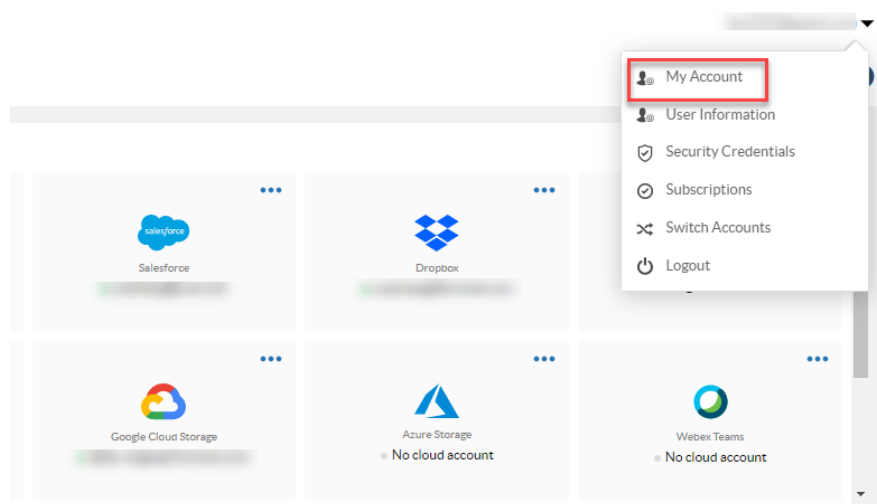 My Account
User Information
Security Credentials
Subscriptions
Switch Accounts
Logout
salesforce
Salesforce
Dropbox
Google Cloud Storage
Azure Storage
No cloud account
Webex Teams
No cloud account